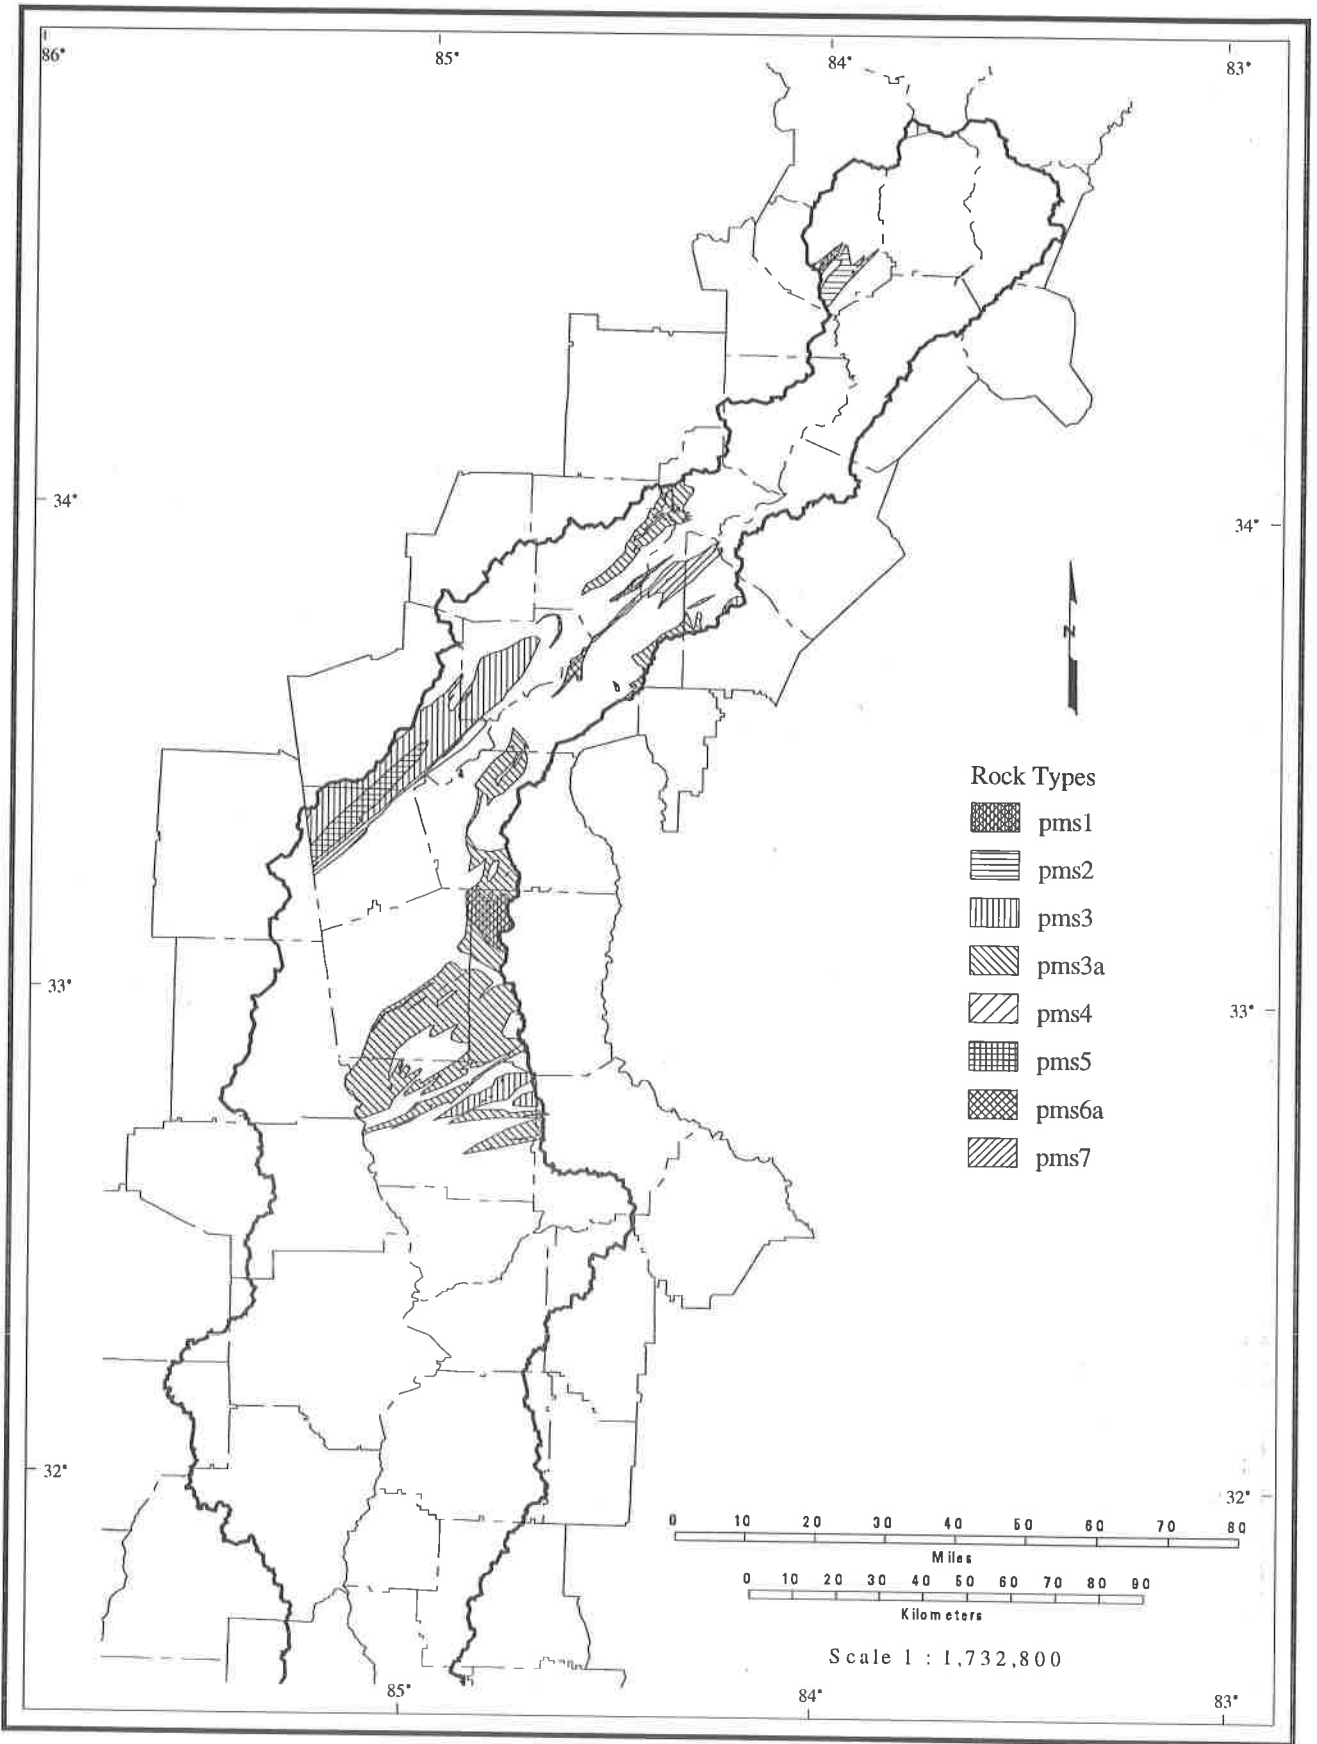 86°
85°
84°
83°
34°
34°
N
Rock Types
pms1
pms2
pms3
pms3a
pms4
pms5
pms6a
pms7
33°
33°
32°
32°
0 10 20 30 40 50 60 70 80
Miles
0 10 20 30 40 50 60 70 80 90
Kilometers
Scale 1 : 1,732,800
85°
84°
83°